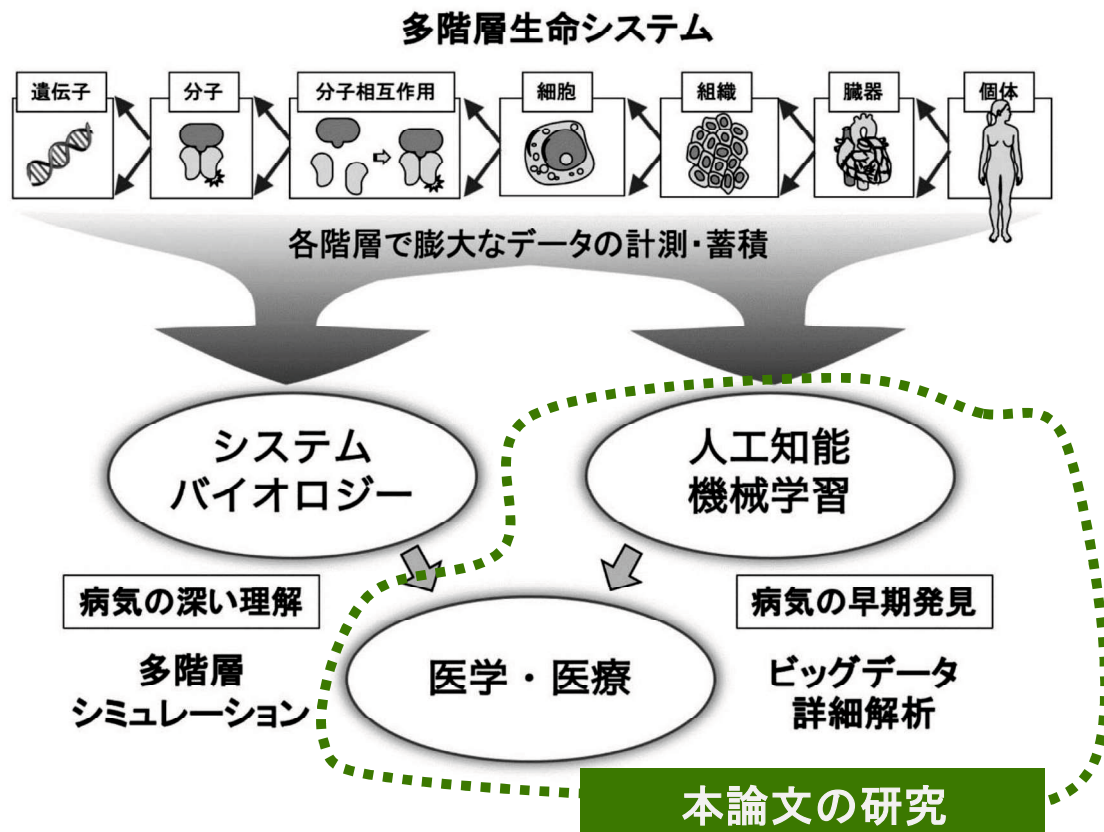 多階層生命システム
遺伝子
分子
分子相互作用
細胞
組織
臓器
個体
各階層で膨大なデータの計測・蓄積
システム
バイオロジー
人工知能
機械学習
病気の深い理解
病気の早期発見
多階層
シミュレーション
医学・医療
ビッグデータ
詳細解析
本論文の研究